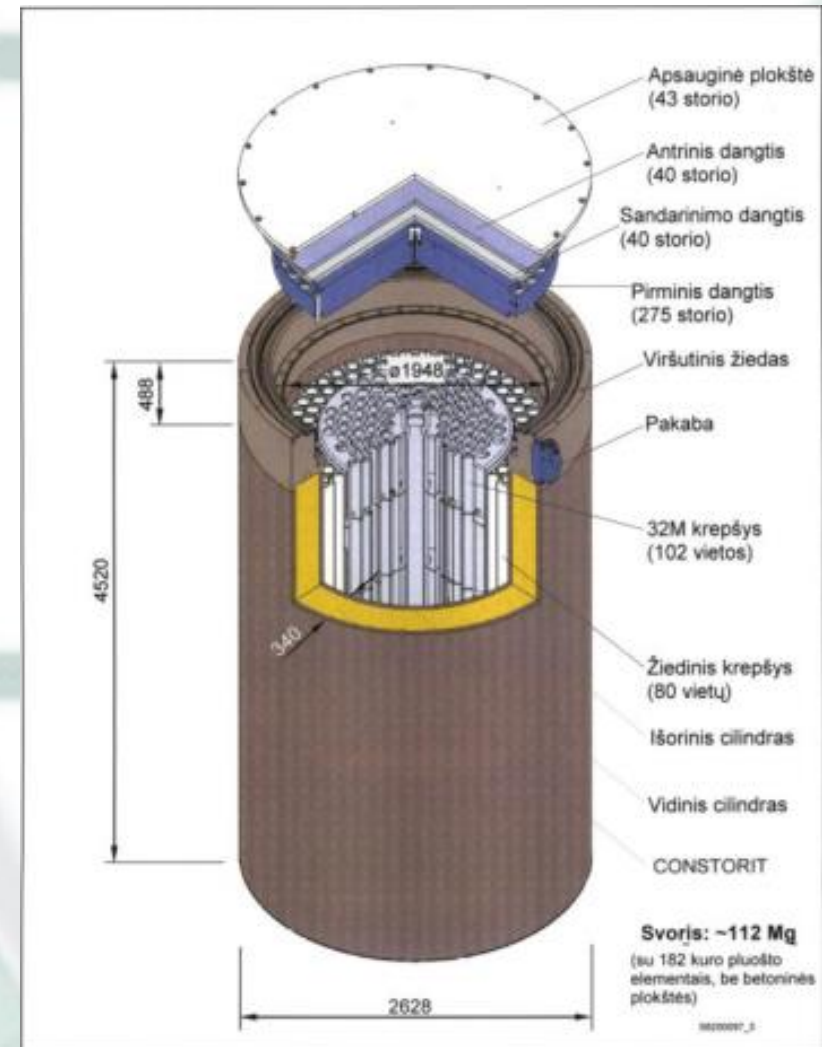 Apsauginė plokštė
(43 storio)
Antrinis dangtis
(40 storio)
Sandarinimo dangtis
(40 storio)
Pirminis dangtis
(275 storio)
Viršutinis žiedas
ø1948
488
Pakaba
32M krepšys
(102 vietos)
4520
340
Žiedinis krepšys
(80 vietų)
Išorinis cilindras
Vidinis cilindras
CONSTORIT
Svoris: ~112 Mg
(su 182 kuro pluošto
elementais, be betoninės
plokštės)
2628